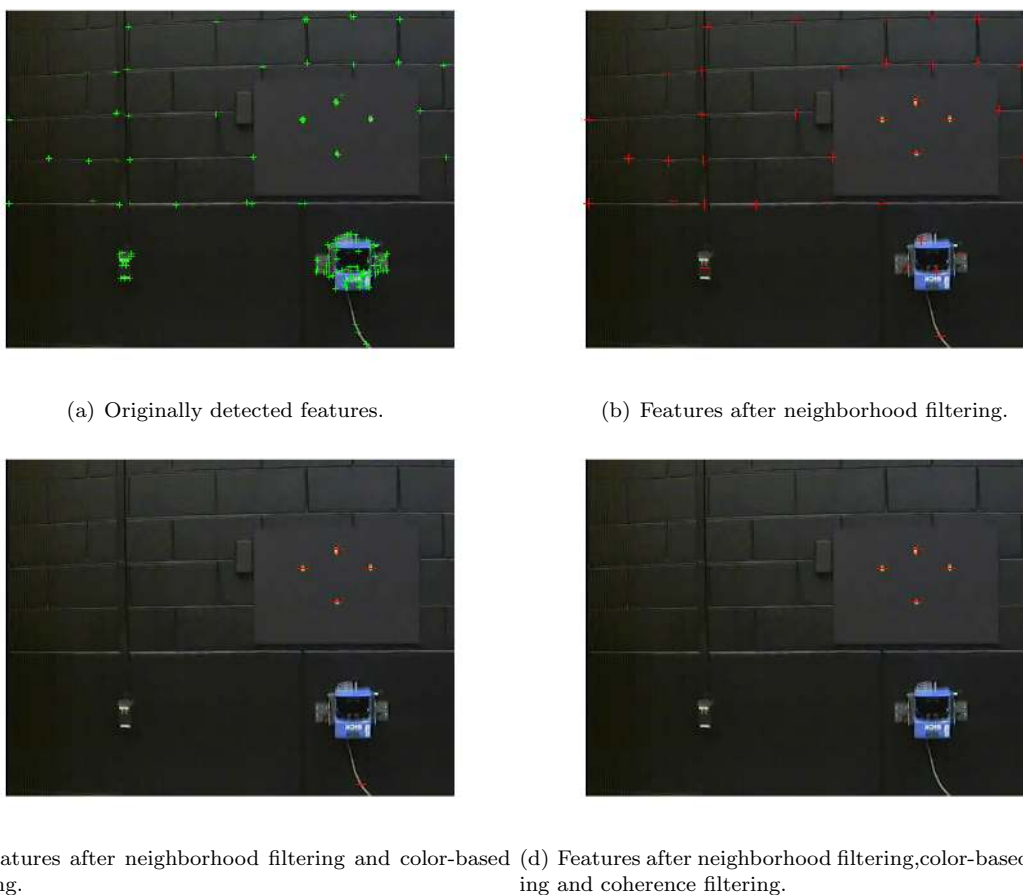 (a) Originally detected features.
(b) Features after neighborhood filtering.
atures after neighborhood filtering and color-based
ng.
(d) Features after neighborhood filtering,color-based
ing and coherence filtering.